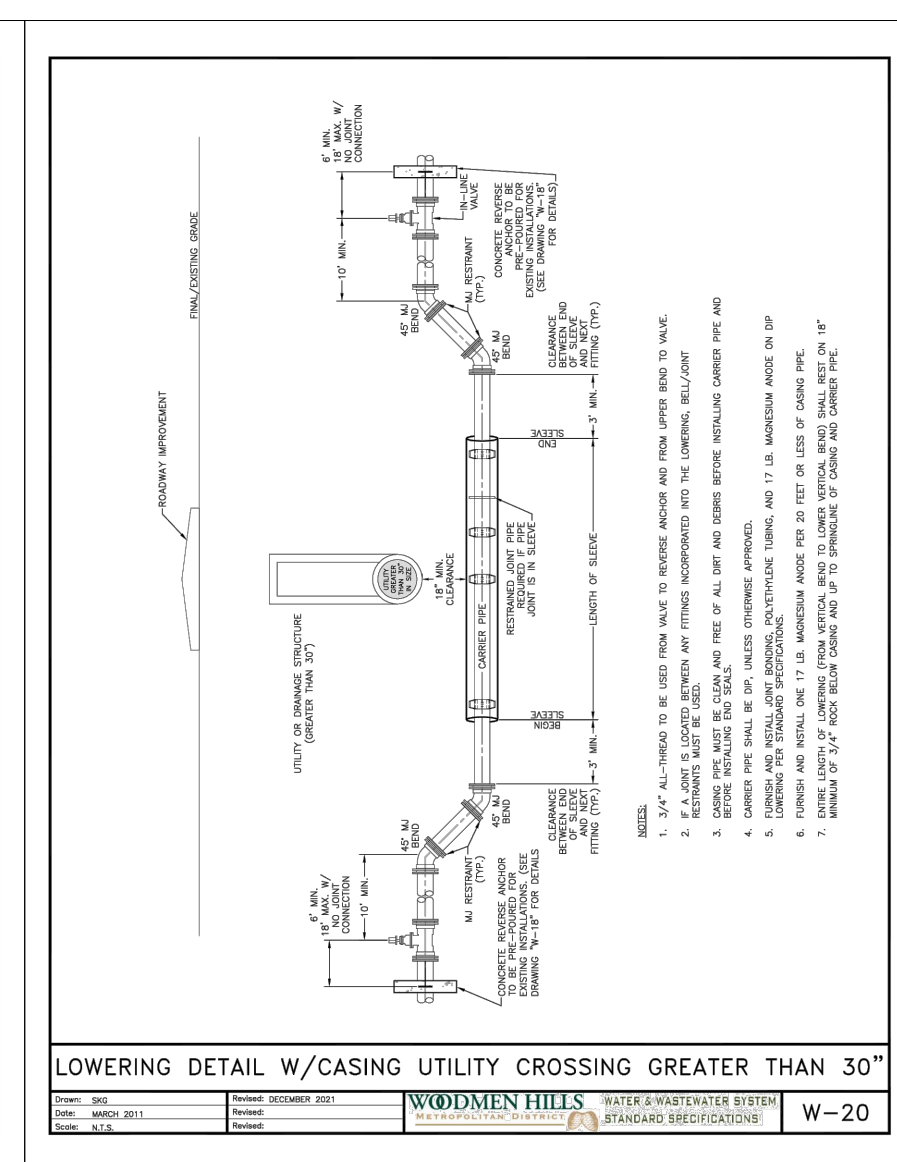 FINAL/EXISTING GRADE
ROADWAY IMPROVEMENT
6' MIN.
18' MAX. W/
NO JOINT
CONNECTION
10' MIN.
45° MJ
BEND
MJ RESTRAINT
(TYP.)
45° MJ
BEND
CONCRETE REVERSE ANCHOR
TO BE PRE-POURED FOR
EXISTING INSTALLATIONS. (SEE
DRAWING "W-18" FOR DETAILS
CLEARANCE
BETWEEN END
OF SLEEVE
AND NEXT
FITTING (TYP.)
3' MIN.
BEGIN
SLEEVE
UTILITY OR DRAINAGE STRUCTURE
(GREATER THAN 30")
UTILITY
GREATER
THAN 30"
IN SIZE
18" MIN.
CLEARANCE
CARRIER PIPE
RESTRAINED JOINT PIPE
REQUIRED IF PIPE
JOINT IS IN SLEEVE
LENGTH OF SLEEVE
END
SLEEVE
3' MIN.
CLEARANCE
BETWEEN END
OF SLEEVE
AND NEXT
FITTING (TYP.)
45° MJ
BEND
45° MJ
BEND
MJ RESTRAINT
(TYP.)
10' MIN.
6' MIN.
18' MAX. W/
NO JOINT
CONNECTION
IN-LINE
VALVE
CONCRETE REVERSE
ANCHOR TO BE
PRE-POURED FOR
EXISTING INSTALLATIONS.
(SEE DRAWING "W-18"
FOR DETAILS)
NOTES:
1. 3/4" ALL-THREAD TO BE USED FROM VALVE TO REVERSE ANCHOR AND FROM UPPER BEND TO VALVE.
2. IF A JOINT IS LOCATED BETWEEN ANY FITTINGS INCORPORATED INTO THE LOWERING, BELL/JOINT
RESTRAINTS MUST BE USED.
3. CASING PIPE MUST BE CLEAN AND FREE OF ALL DIRT AND DEBRIS BEFORE INSTALLING CARRIER PIPE AND
BEFORE INSTALLING END SEALS.
4. CARRIER PIPE SHALL BE DIP, UNLESS OTHERWISE APPROVED.
5. FURNISH AND INSTALL JOINT BONDING, POLYETHYLENE TUBING, AND 17 LB. MAGNESIUM ANODE ON DIP
LOWERING PER STANDARD SPECIFICATIONS.
6. FURNISH AND INSTALL ONE 17 LB. MAGNESIUM ANODE PER 20 FEET OR LESS OF CASING PIPE.
7. ENTIRE LENGTH OF LOWERING (FROM VERTICAL BEND TO LOWER VERTICAL BEND) SHALL REST ON 18"
MINIMUM OF 3/4" ROCK BELOW CASING AND UP TO SPRINGLINE OF CASING AND CARRIER PIPE.
LOWERING DETAIL W/CASING UTILITY CROSSING GREATER THAN 30"
Drawn: SKG
Date: MARCH 2011
Scale: N.T.S.
Revised: DECEMBER 2021
Revised:
Revised:
WOODMEN HILLS
METROPOLITAN DISTRICT
WATER & WASTEWATER SYSTEM
STANDARD SPECIFICATIONS
W-20